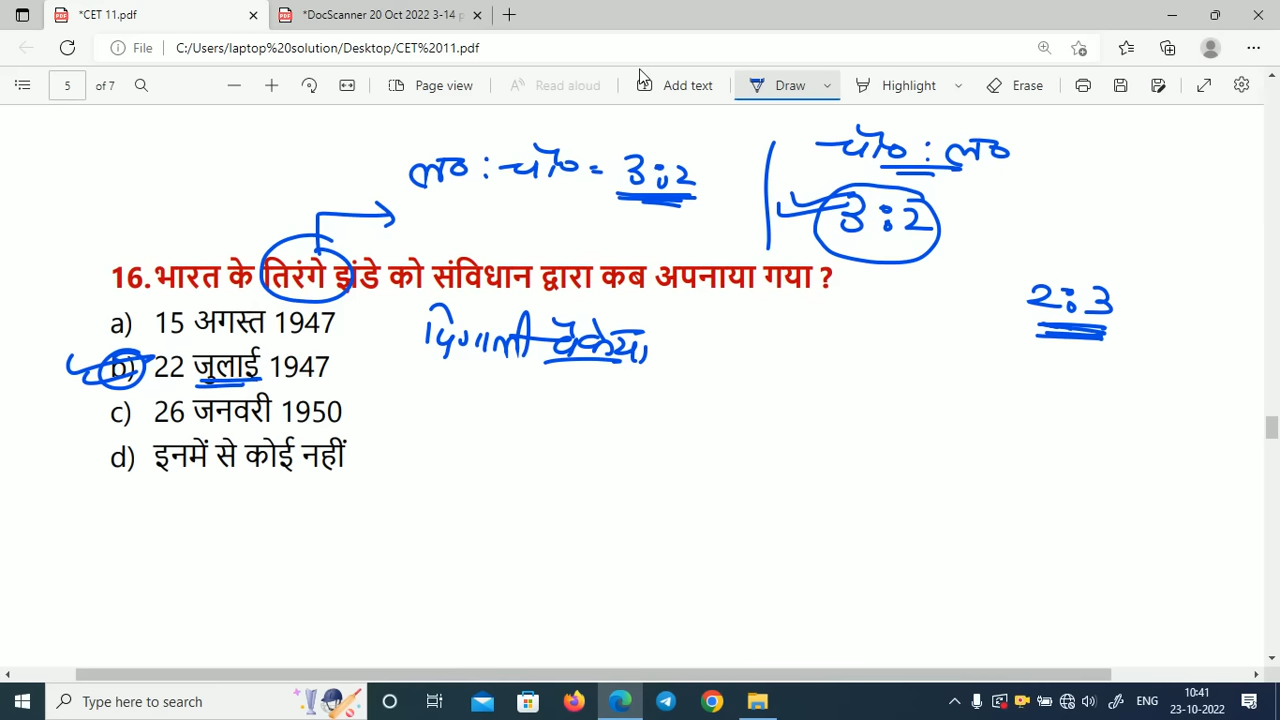 *CET 11.pdf
*DocScanner 20 Oct 2022 3-14 p
File C:/Users/laptop%20solution/Desktop/CET%2011.pdf
5 of 7 Page view Read aloud Add text Draw Highlight Erase
ल० : चौ० = 3:2
चौ० : ल०
3:2
16. भारत के तिरंगे झंडे को संविधान द्वारा कब अपनाया गया ?
2:3
a) 15 अगस्त 1947
वेंकैया
b) 22 जुलाई 1947
c) 26 जनवरी 1950
d) इनमें से कोई नहीं
Type here to search
ENG
10:41
23-10-2022